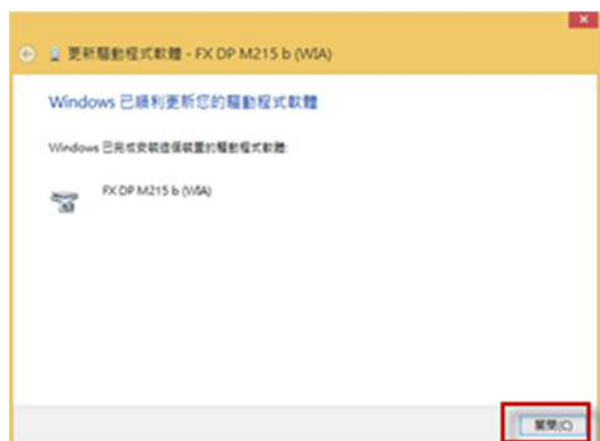 更新驅動程式軟體 - FX DP M215 b (WIA)
Windows 已順利更新您的驅動程式軟體
Windows 已完成安裝這個裝置的驅動程式軟體:
FX DP M215 b (WIA)
關閉(C)